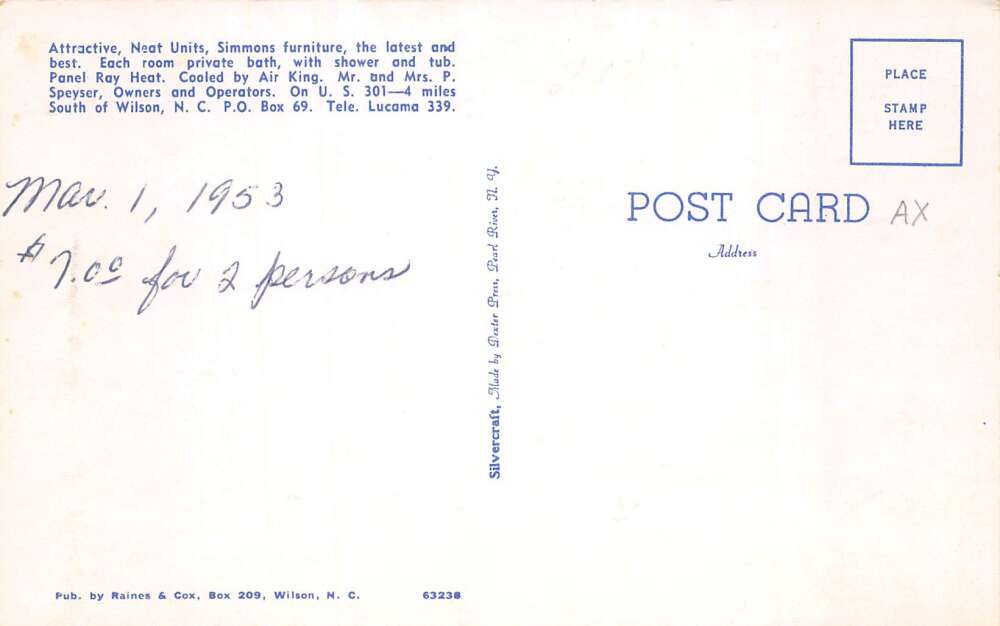 Attractive, Neat Units, Simmons furniture, the latest and
best. Each room private bath, with shower and tub.
Panel Ray Heat. Cooled by Air King. Mr. and Mrs. P.
Speyser, Owners and Operators. On U. S. 301—4 miles
South of Wilson, N. C. P.O. Box 69. Tele. Lucama 339.
Mar. 1, 1953
$7.00 for 2 persons
Silvercraft, Made by Dexter Press, Pearl River, N. Y.
PLACE
STAMP
HERE
POST CARD
AX
Address
Pub. by Raines & Cox, Box 209, Wilson, N. C. 63238